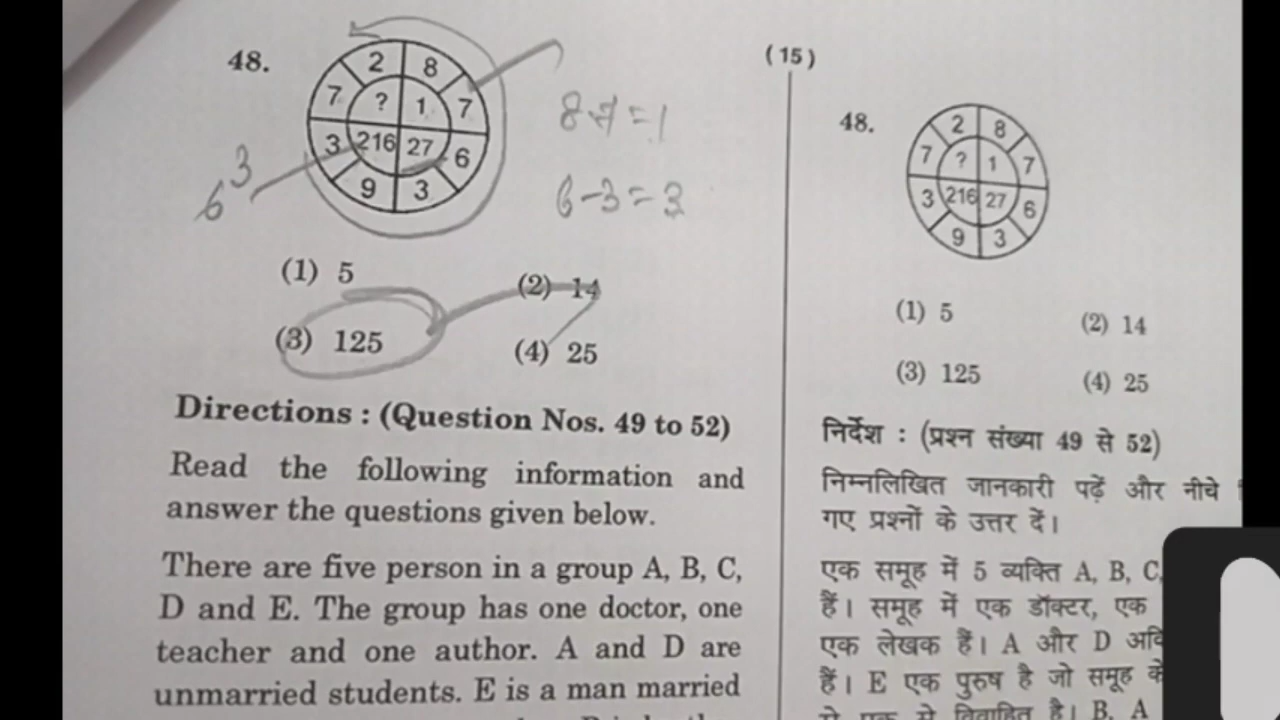 48.
2 8
7 ? 1 7
3 216 27 6
9 3
8-7=1
6-3=3
6 3
(1) 5
(2) 14
(3) 125
(4) 25
Directions : (Question Nos. 49 to 52)
Read the following information and
answer the questions given below.
There are five person in a group A, B, C,
D and E. The group has one doctor, one
teacher and one author. A and D are
unmarried students. E is a man married
(15)
48.
2 8
7 ? 1 7
3 216 27 6
9 3
(1) 5
(2) 14
(3) 125
(4) 25
निर्देश : (प्रश्न संख्या 49 से 52)
निम्नलिखित जानकारी पढ़ें और नीचे
गए प्रश्नों के उत्तर दें।
एक समूह में 5 व्यक्ति A, B, C,
हैं। समूह में एक डॉक्टर, एक
एक लेखक हैं। A और D
हैं। E एक पुरुष है जो समूह के
से एक से विवाहित है। B, A